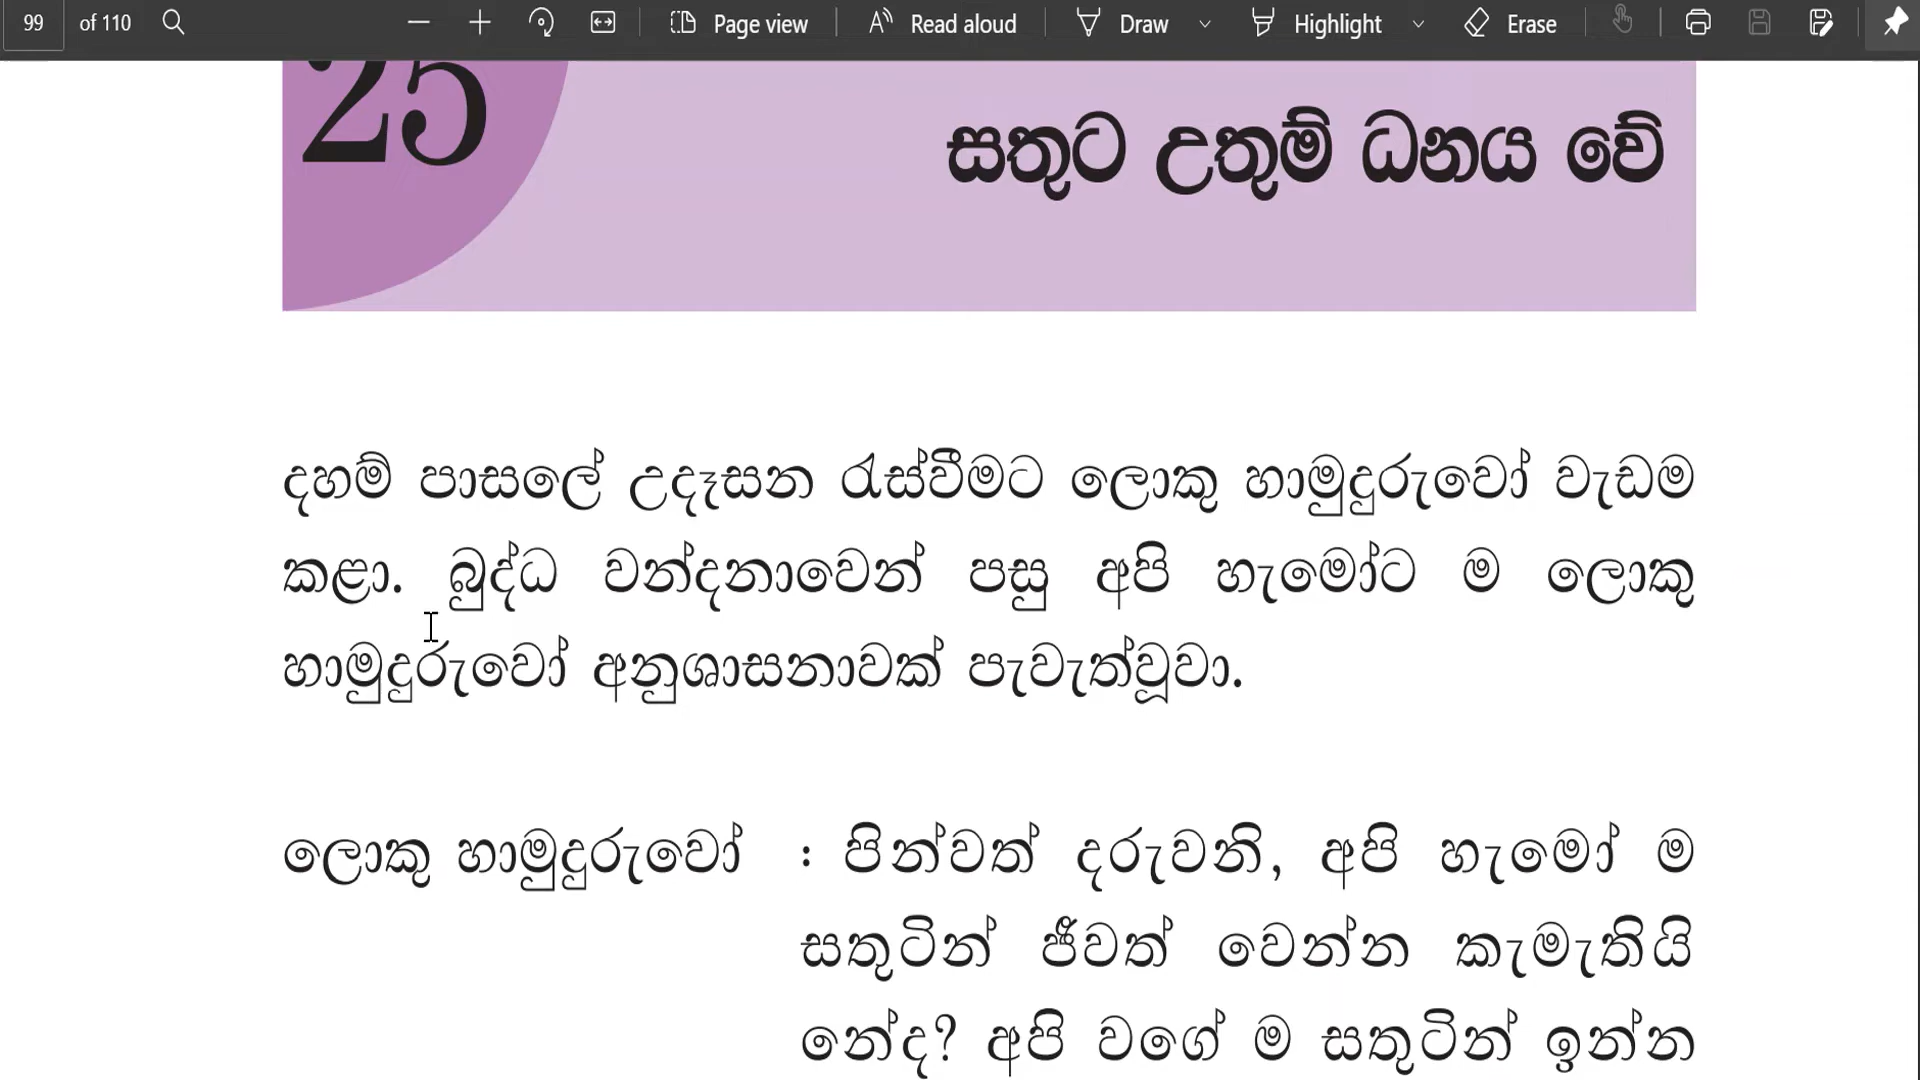 99 of 110 Page view Read aloud Draw Highlight Erase
25
සතුට උතුම් ධනය වේ
දහම් පාසලේ උදෑසන රැස්වීමට ලොකු හාමුදුරුවෝ වැඩම
කළා. බුද්ධ වන්දනාවෙන් පසු අපි හැමෝට ම ලොකු
හාමුදුරුවෝ අනුශාසනාවක් පැවැත්වූවා.
ලොකු හාමුදුරුවෝ : පින්වත් දරුවනි, අපි හැමෝ ම
සතුටින් ජීවත් වෙන්න කැමැතියි
නේද? අපි වගේ ම සතුටින් ඉන්න